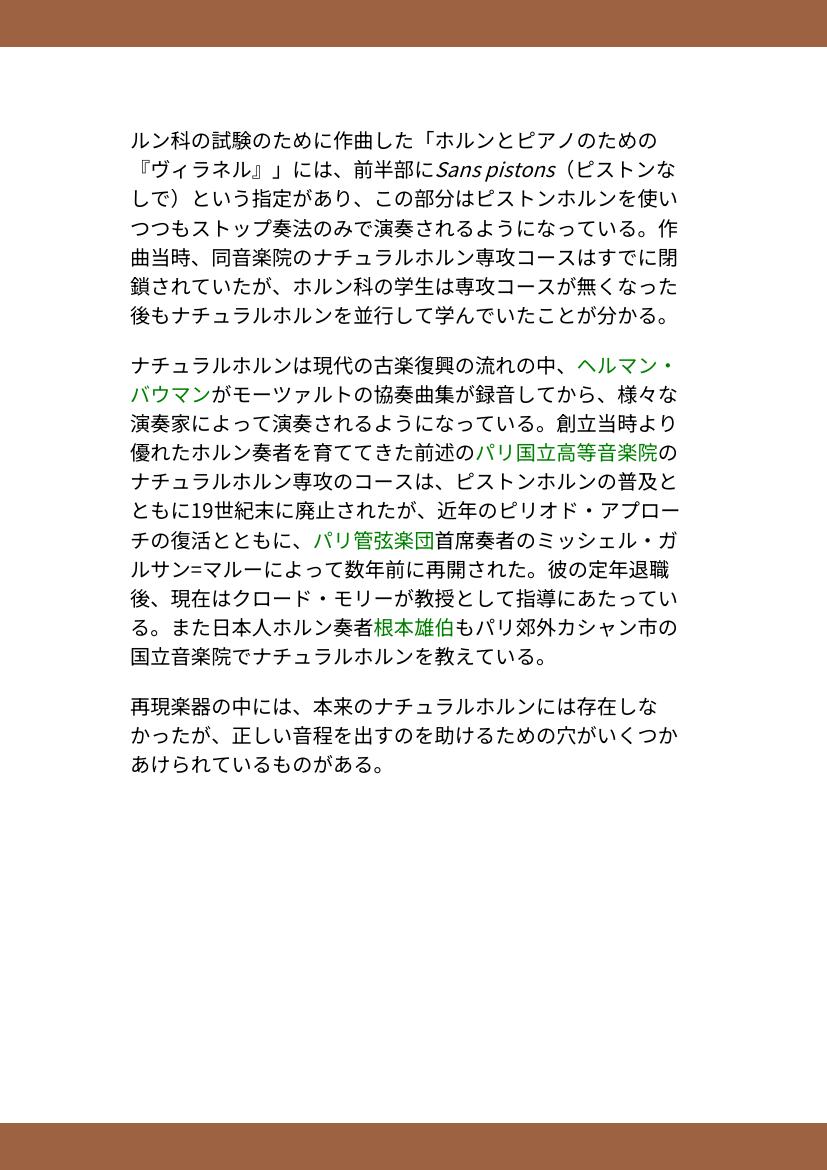 ルン科の試験のために作曲した「ホルンとピアノのための
『ヴィラネル』」には、前半部にSans pistons（ピストンな
しで）という指定があり、この部分はピストンホルンを使い
つつもストップ奏法のみで演奏されるようになっている。作
曲当時、同音楽院のナチュラルホルン専攻コースはすでに閉
鎖されていたが、ホルン科の学生は専攻コースが無くなった
後もナチュラルホルンを並行して学んでいたことが分かる。
ナチュラルホルンは現代の古楽復興の流れの中、ヘルマン・
バウマンがモーツァルトの協奏曲集が録音してから、様々な
演奏家によって演奏されるようになっている。創立当時より
優れたホルン奏者を育ててきた前述のパリ国立高等音楽院の
ナチュラルホルン専攻のコースは、ピストンホルンの普及と
ともに19世紀末に廃止されたが、近年のピリオド・アプロー
チの復活とともに、パリ管弦楽団首席奏者のミッシェル・ガ
ルサン=マルーによって数年前に再開された。彼の定年退職
後、現在はクロード・モリーが教授として指導にあたってい
る。また日本人ホルン奏者根本雄伯もパリ郊外カシャン市の
国立音楽院でナチュラルホルンを教えている。
再現楽器の中には、本来のナチュラルホルンには存在しな
かったが、正しい音程を出すのを助けるための穴がいくつか
あけられているものがある。